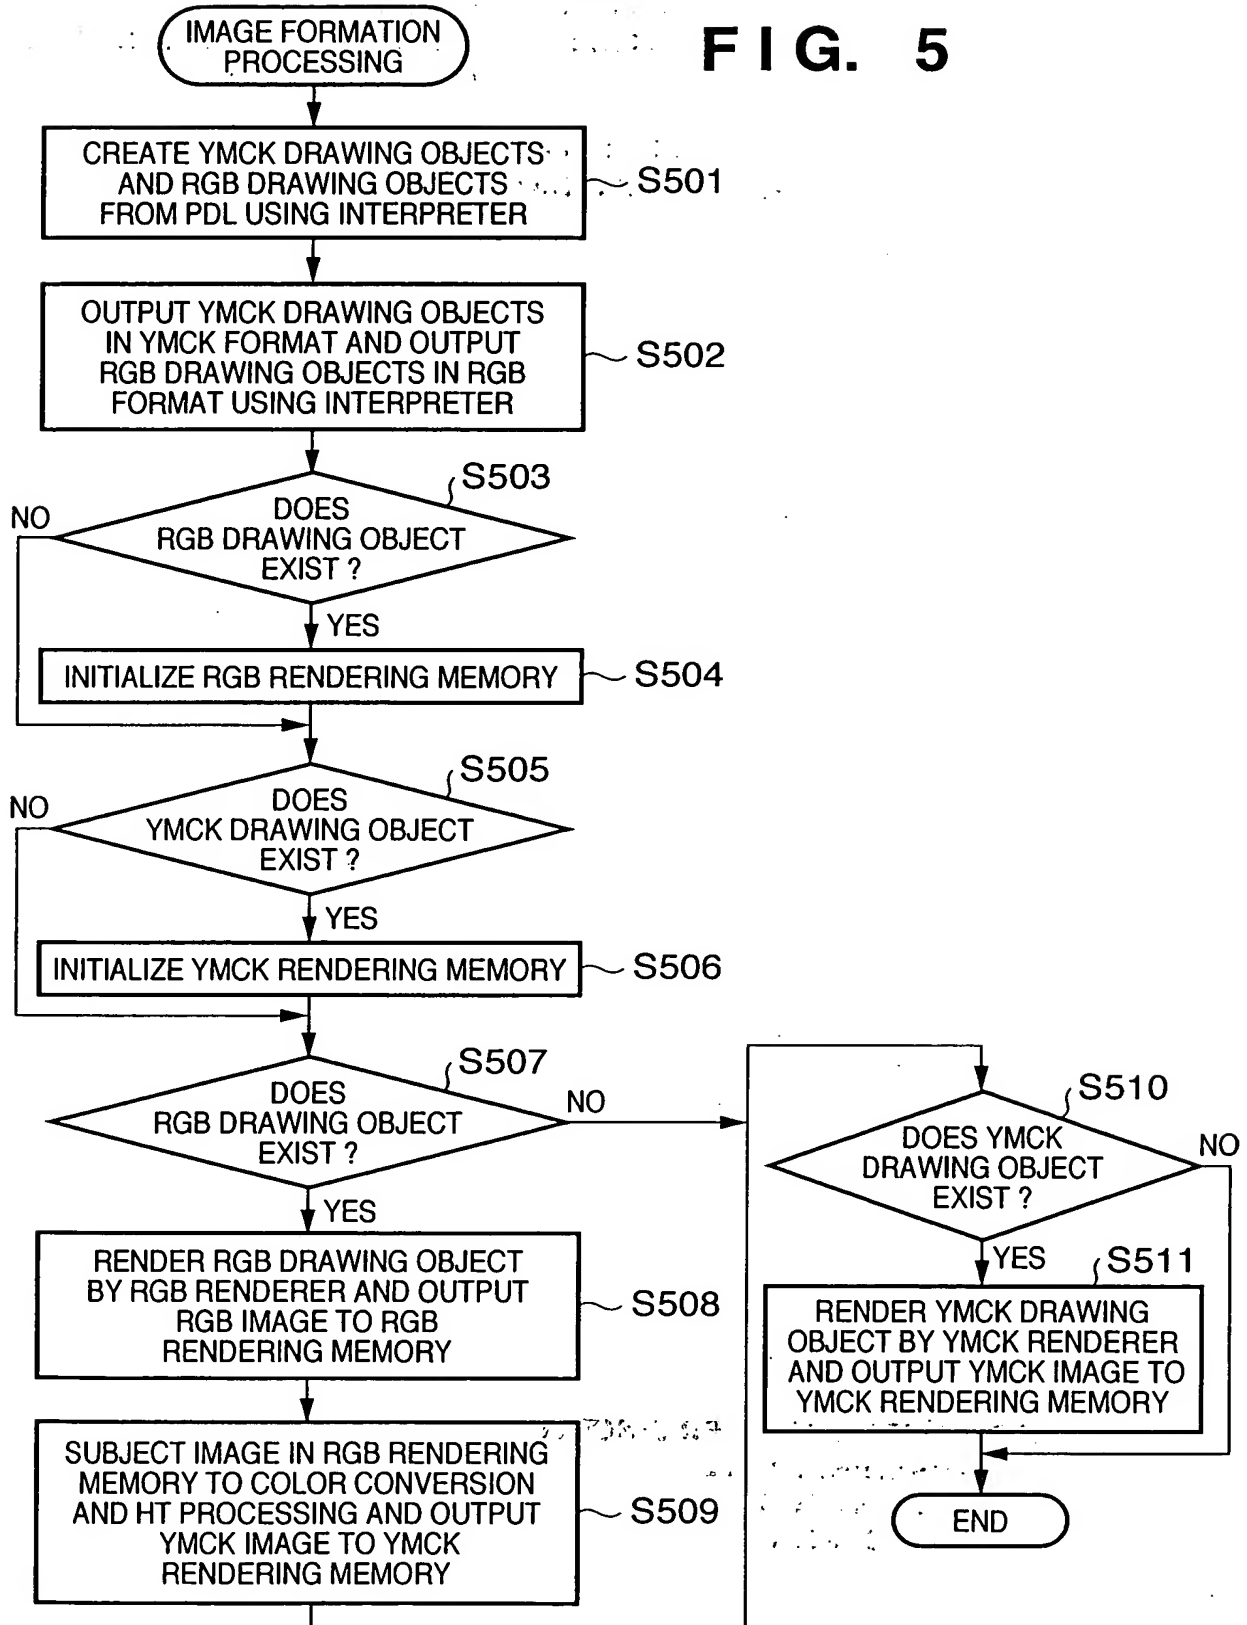 IMAGE FORMATION
PROCESSING
FIG. 5
CREATE YMCK DRAWING OBJECTS
AND RGB DRAWING OBJECTS
FROM PDL USING INTERPRETER
S501
OUTPUT YMCK DRAWING OBJECTS
IN YMCK FORMAT AND OUTPUT
RGB DRAWING OBJECTS IN RGB
FORMAT USING INTERPRETER
S502
S503
DOES
RGB DRAWING OBJECT
EXIST ?
NO
YES
INITIALIZE RGB RENDERING MEMORY
S504
S505
DOES
YMCK DRAWING OBJECT
EXIST ?
NO
YES
INITIALIZE YMCK RENDERING MEMORY
S506
S507
DOES
RGB DRAWING OBJECT
EXIST ?
NO
YES
RENDER RGB DRAWING OBJECT
BY RGB RENDERER AND OUTPUT
RGB IMAGE TO RGB
RENDERING MEMORY
S508
SUBJECT IMAGE IN RGB RENDERING
MEMORY TO COLOR CONVERSION
AND HT PROCESSING AND OUTPUT
YMCK IMAGE TO YMCK
RENDERING MEMORY
S509
S510
DOES YMCK
DRAWING OBJECT
EXIST ?
NO
YES
S511
RENDER YMCK DRAWING
OBJECT BY YMCK RENDERER
AND OUTPUT YMCK IMAGE TO
YMCK RENDERING MEMORY
END